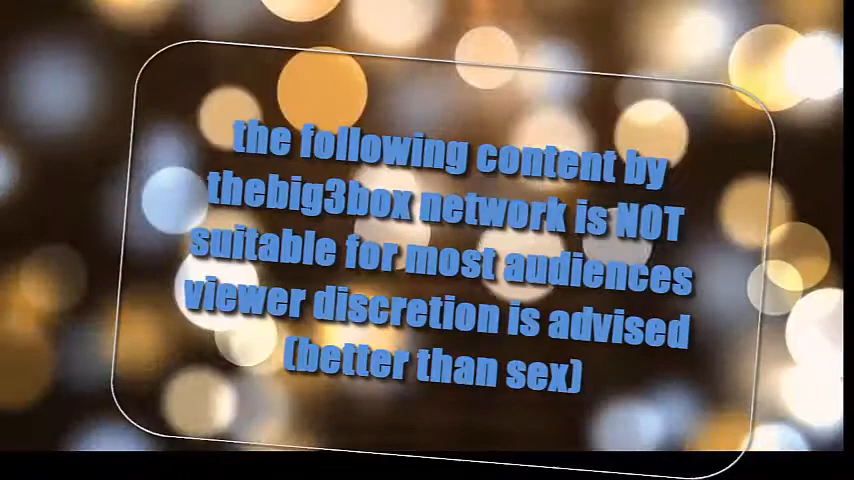 the following content by
thebig3box network is NOT
suitable for most audiences
viewer discretion is advised
(better than sex)